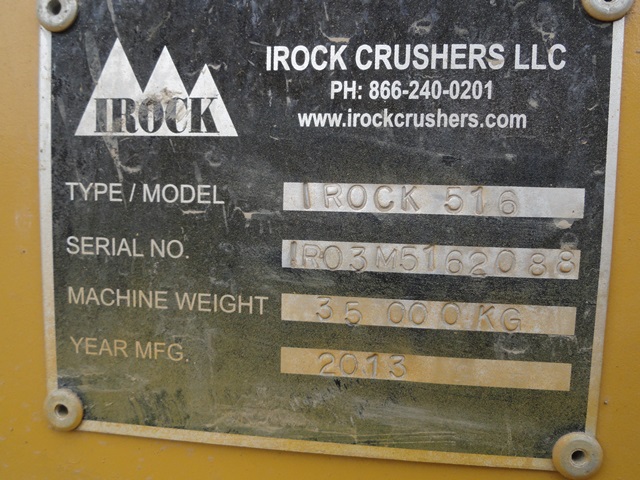 IROCK
IROCK CRUSHERS LLC
PH: 866-240-0201
www.irockcrushers.com
TYPE / MODEL IROCK 516
SERIAL NO. IR03M5162088
MACHINE WEIGHT 35 000 KG
YEAR MFG. 2013